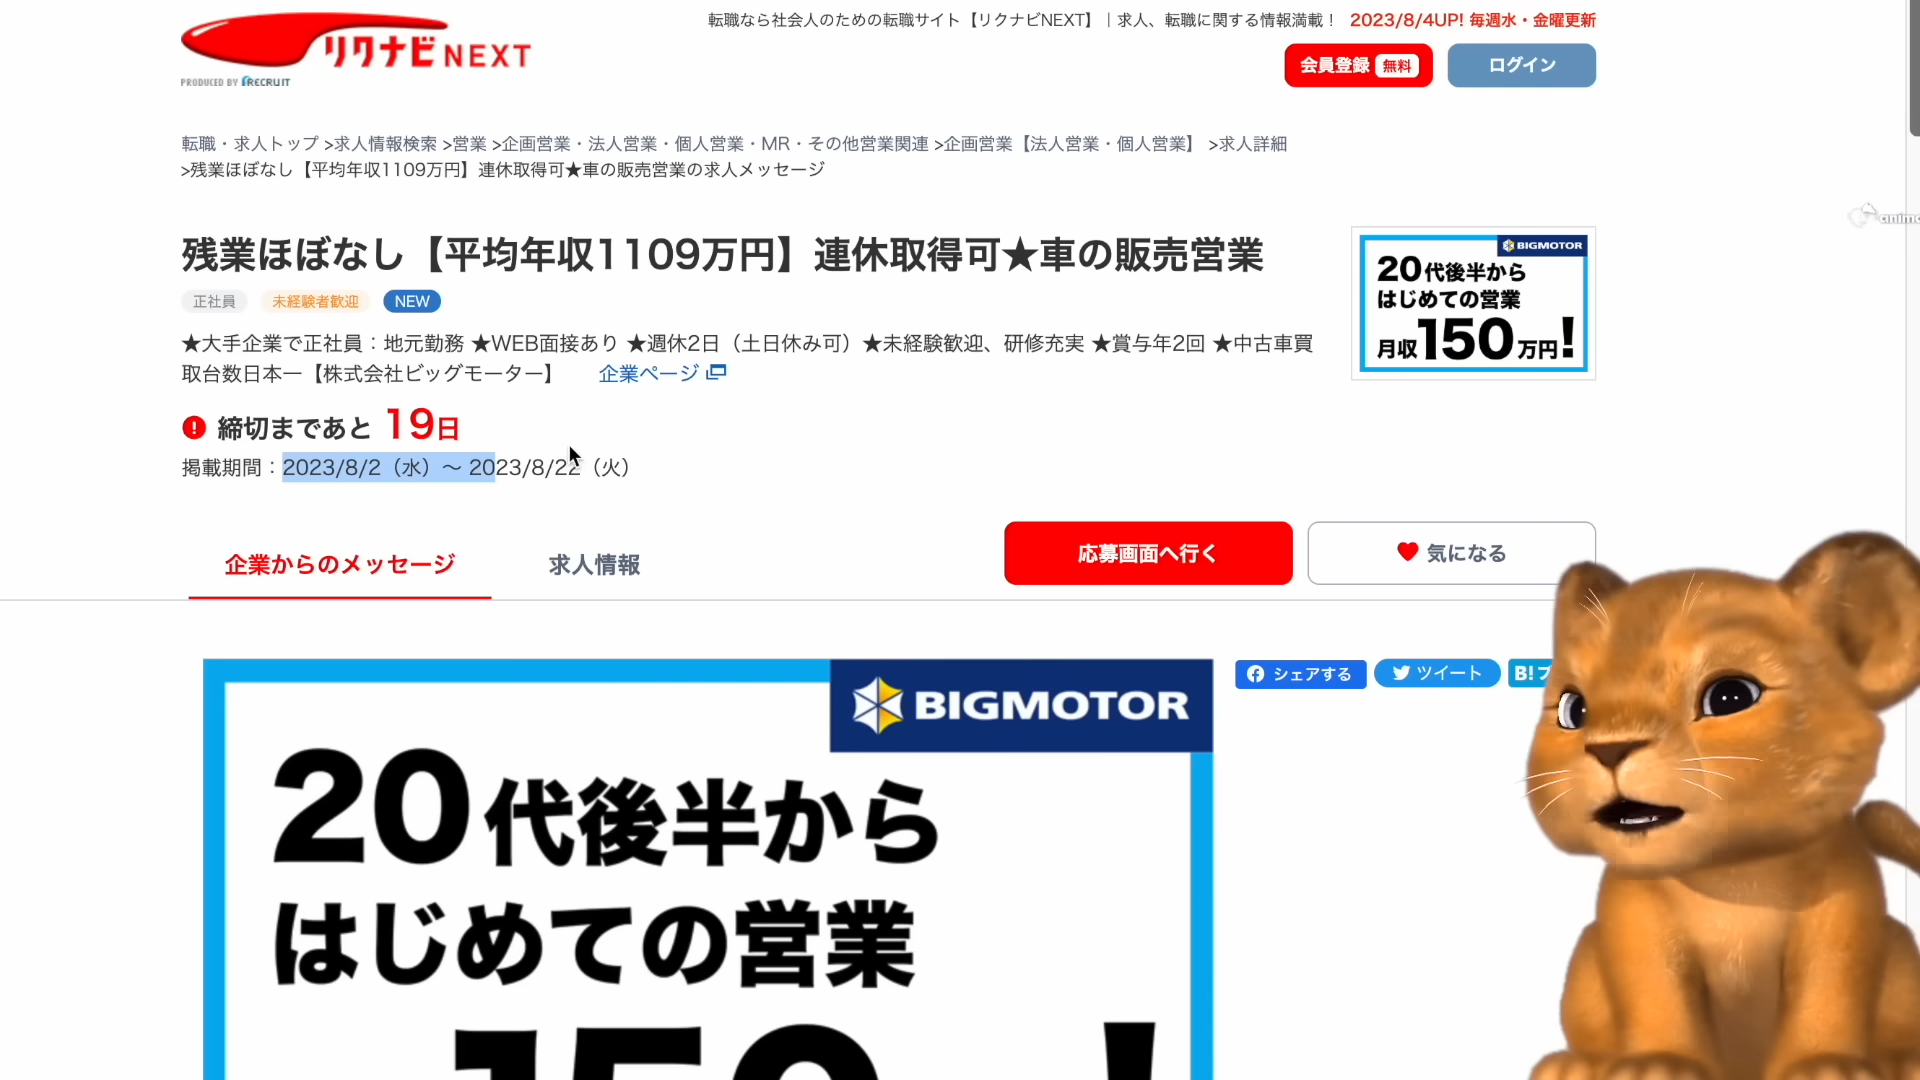 リクナビNEXT
PRODUCED BY RECRUIT
転職なら社会人のための転職サイト【リクナビNEXT】｜求人、転職に関する情報満載！ 2023/8/4UP! 毎週水・金曜更新
会員登録 無料
ログイン
転職・求人トップ >求人情報検索 >営業 >企画営業・法人営業・個人営業・MR・その他営業関連 >企画営業【法人営業・個人営業】 >求人詳細
>残業ほぼなし【平均年収1109万円】連休取得可★車の販売営業の求人メッセージ
残業ほぼなし【平均年収1109万円】連休取得可★車の販売営業
正社員 未経験者歓迎 NEW
★大手企業で正社員：地元勤務 ★WEB面接あり ★週休2日（土日休み可）★未経験歓迎、研修充実 ★賞与年2回 ★中古車買
取台数日本一【株式会社ビッグモーター】 企業ページ
BIGMOTOR
20代後半から
はじめての営業
月収150万円!
締切まであと 19日
掲載期間：2023/8/2（水）～ 2023/8/22（火）
企業からのメッセージ
求人情報
応募画面へ行く
気になる
シェアする
ツイート
B!ブ
BIGMOTOR
20代後半から
はじめての営業
150!